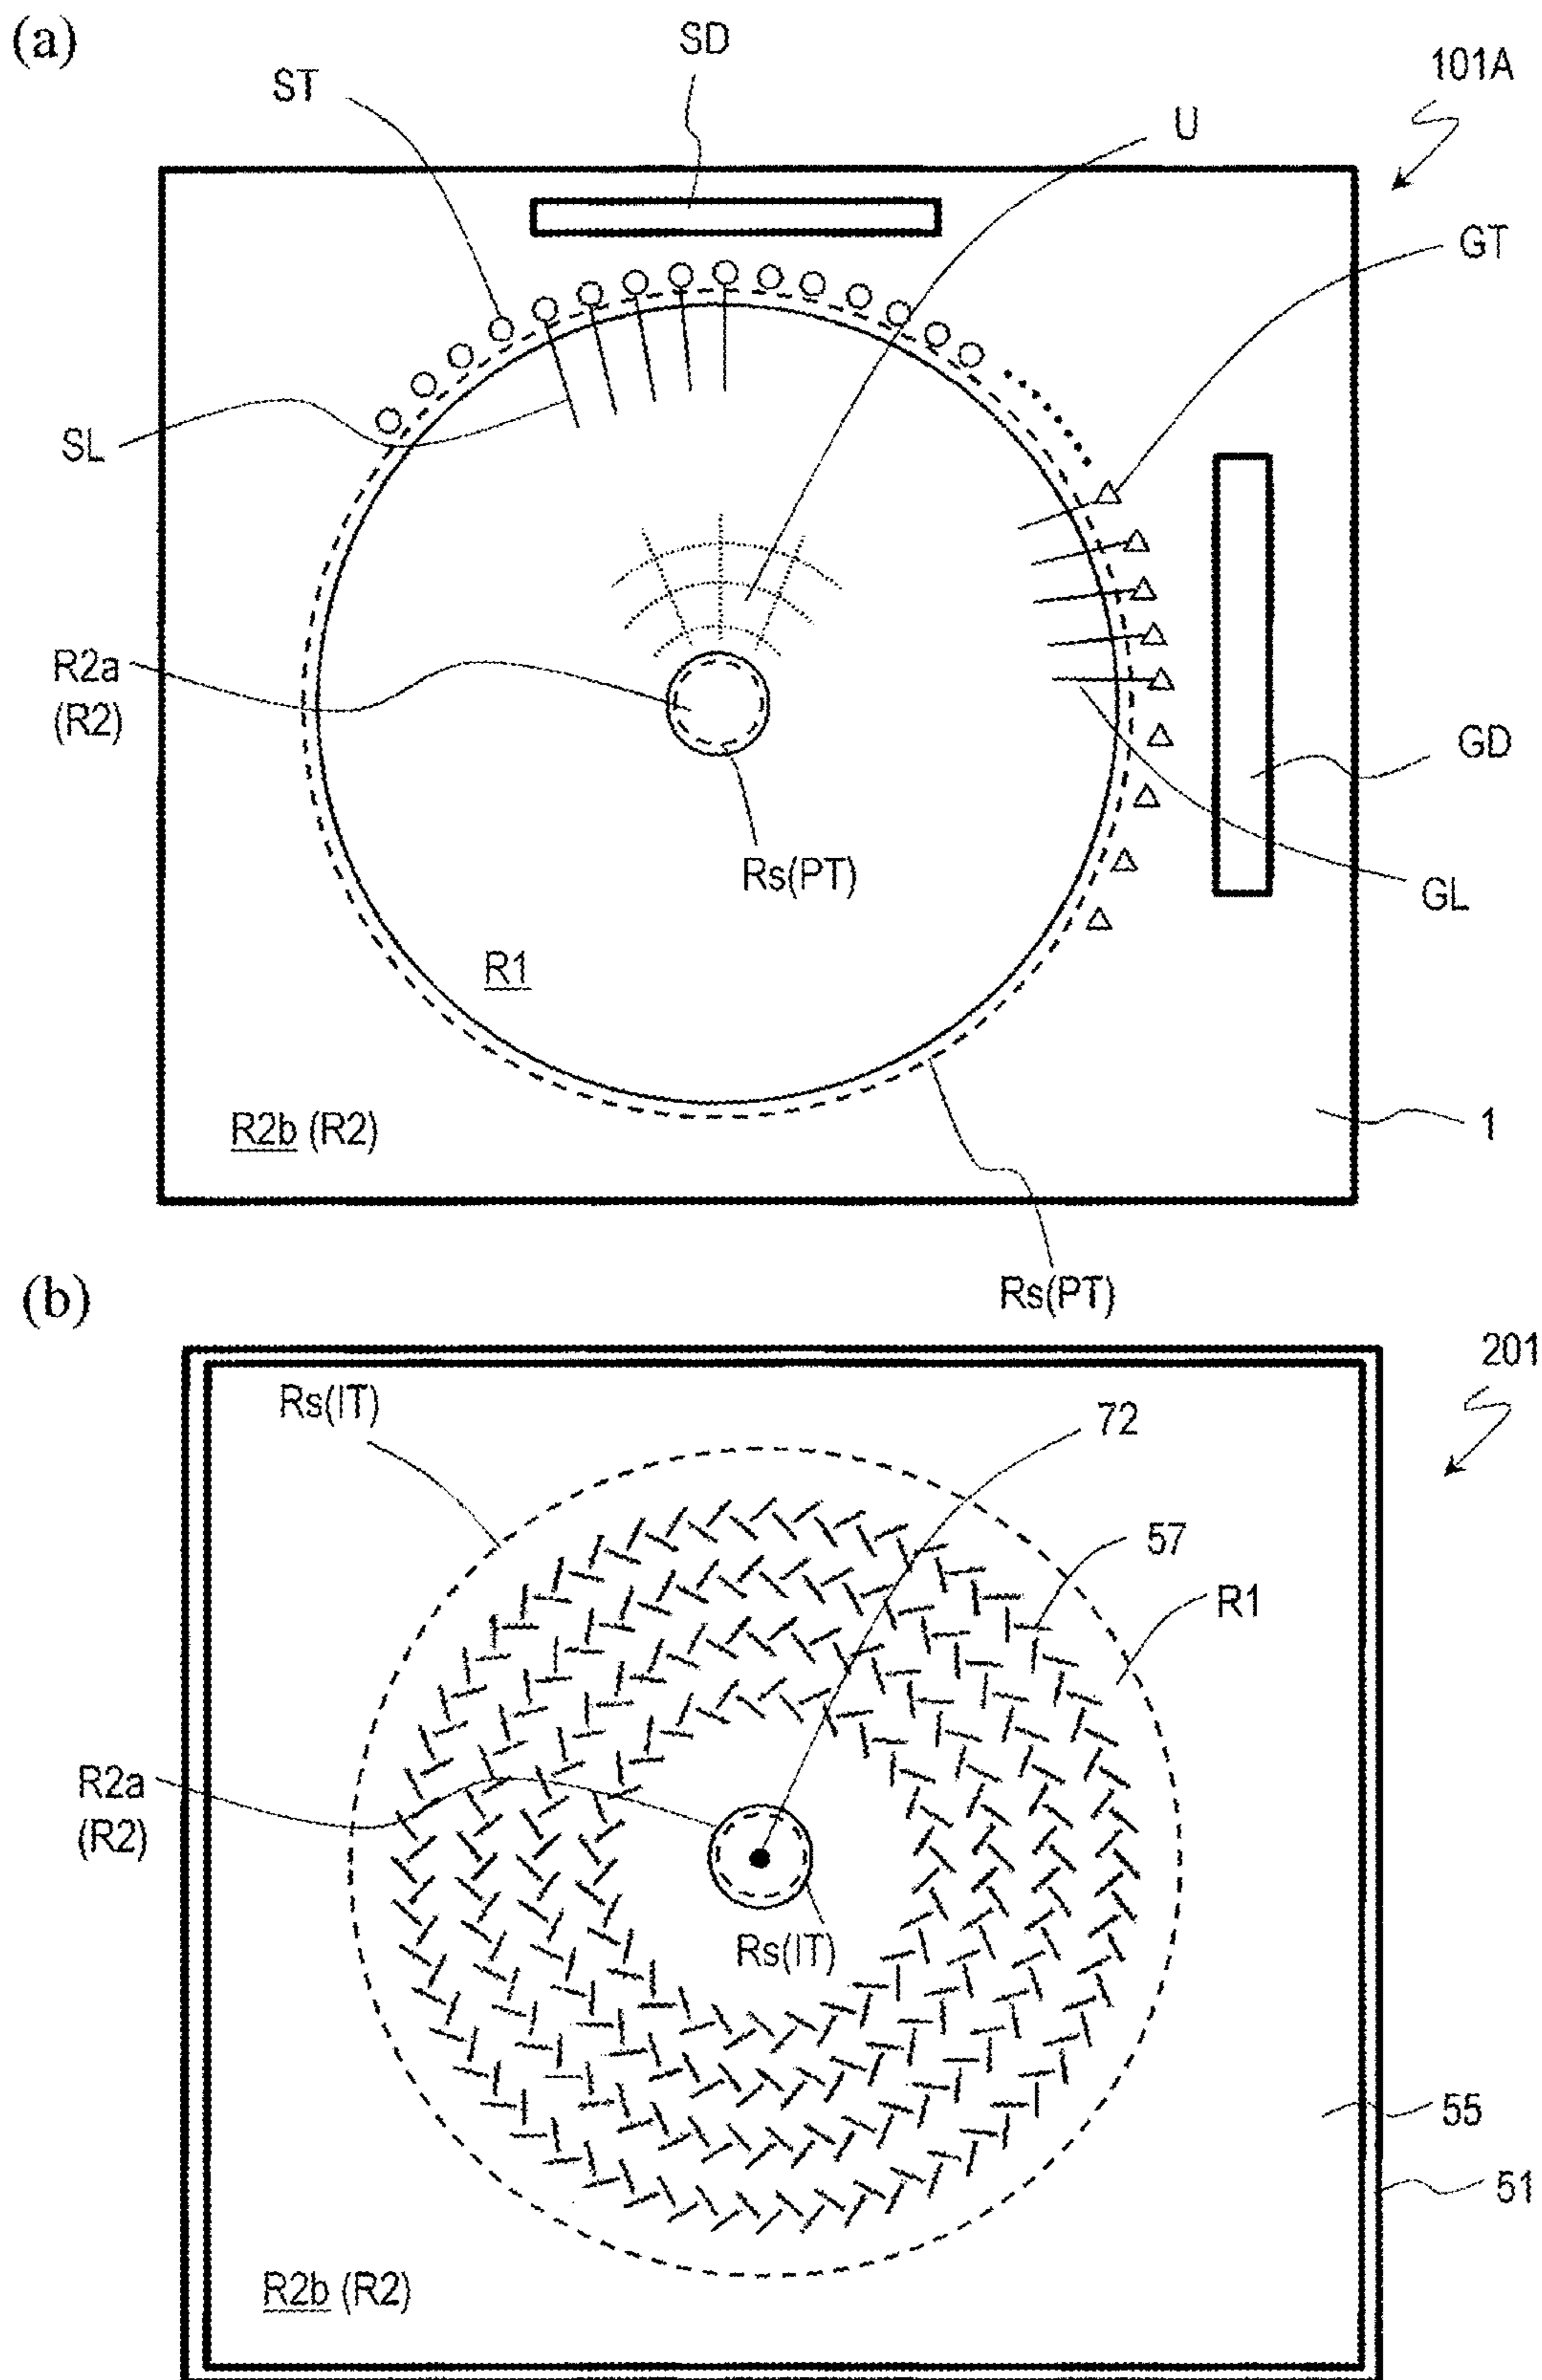 (a)
SD
ST
101A
U
GT
SL
R2a
(R2)
GD
Rs(PT)
GL
R1
R2b (R2)
1
Rs(PT)
(b)
201
Rs(IT)
72
57
R1
R2a
(R2)
Rs(IT)
55
51
R2b (R2)